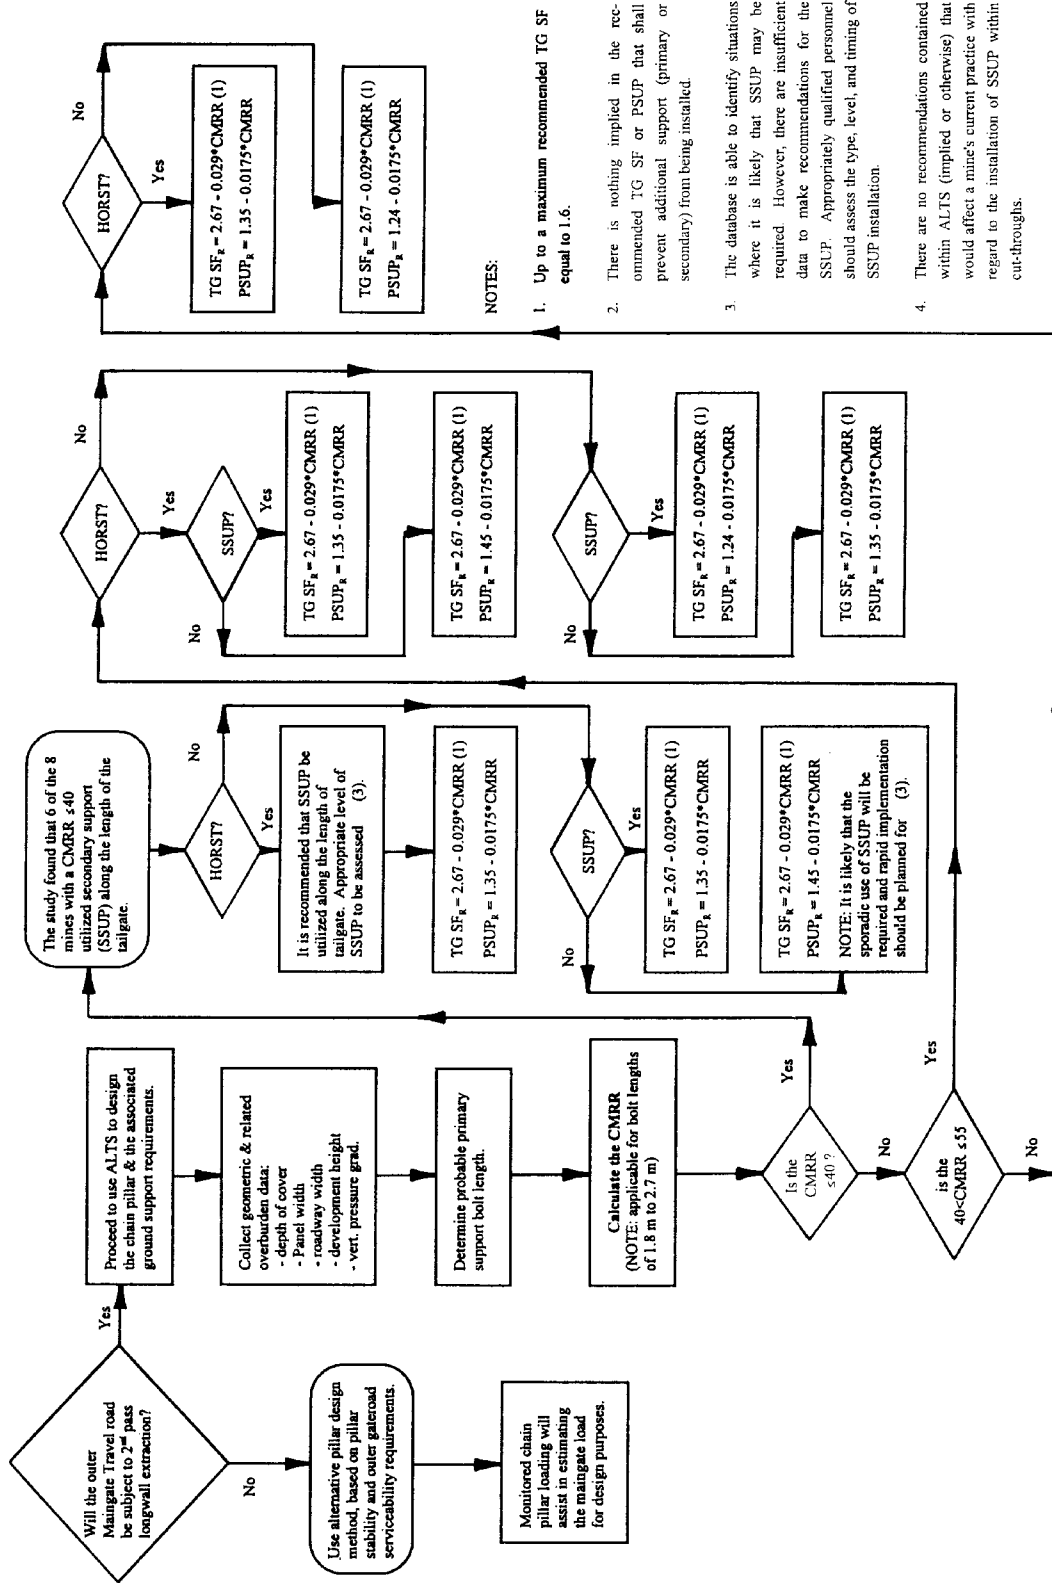 Will the outer
Maingate Travel road
be subject to 2nd pass
longwall extraction?
Yes
No
Use alternative pillar design
method, based on pillar
stability and outer gateroad
serviceability requirements.
Monitored chain
pillar loading will
assist in estimating
the maingate load
for design purposes.
Proceed to use ALTS to design
the chain pillar & the associated
ground support requirements.
Collect geometric & related
overburden data;
- depth of cover
- Panel width
- roadway width
- development height
- vert. pressure grad.
Determine probable primary
support bolt length.
Calculate the CMRR
(NOTE: applicable for bolt lengths
of 1.8 m to 2.7 m)
Is the
CMRR
≤40 ?
Yes
No
is the
40<CMRR ≤55
Yes
No
The study found that 6 of the 8
mines with a CMRR ≤40
utilized secondary support
(SSUP) along the length of the
tailgate.
HORST?
No
Yes
It is recommended that SSUP be
utilized along the length of
tailgate. Appropriate level of
SSUP to be assessed (3).
TG SFR = 2.67 - 0.029*CMRR (1)
PSUPR = 1.35 - 0.0175*CMRR
SSUP?
No
Yes
TG SFR = 2.67 - 0.029*CMRR (1)
PSUPR = 1.35 - 0.0175*CMRR
TG SFR = 2.67 - 0.029*CMRR (1)
PSUPR = 1.45 - 0.0175*CMRR
NOTE: It is likely that the
sporadic use of SSUP will be
required and rapid implementation
should be planned for (3).
HORST?
No
Yes
SSUP?
No
Yes
TG SFR = 2.67 - 0.029*CMRR (1)
PSUPR = 1.35 - 0.0175*CMRR
TG SFR = 2.67 - 0.029*CMRR (1)
PSUPR = 1.45 - 0.0175*CMRR
SSUP?
No
Yes
TG SFR = 2.67 - 0.029*CMRR (1)
PSUPR = 1.24 - 0.0175*CMRR
TG SFR = 2.67 - 0.029*CMRR (1)
PSUPR = 1.35 - 0.0175*CMRR
HORST?
No
Yes
TG SFR = 2.67 - 0.029*CMRR (1)
PSUPR = 1.35 - 0.0175*CMRR
TG SFR = 2.67 - 0.029*CMRR (1)
PSUPR = 1.24 - 0.0175*CMRR
NOTES:
1. Up to a maximum recommended TG SF
equal to 1.6.
2. There is nothing implied in the rec-
ommended TG SF or PSUP that shall
prevent additional support (primary or
secondary) from being installed.
3. The database is able to identify situations
where it is likely that SSUP may be
required. However, there are insufficient
data to make recommendations for the
SSUP. Appropriately qualified personnel
should assess the type, level, and timing of
SSUP installation.
4. There are no recommendations contained
within ALTS (implied or otherwise) that
would affect a mine's current practice with
regard to the installation of SSUP within
cut-throughs.